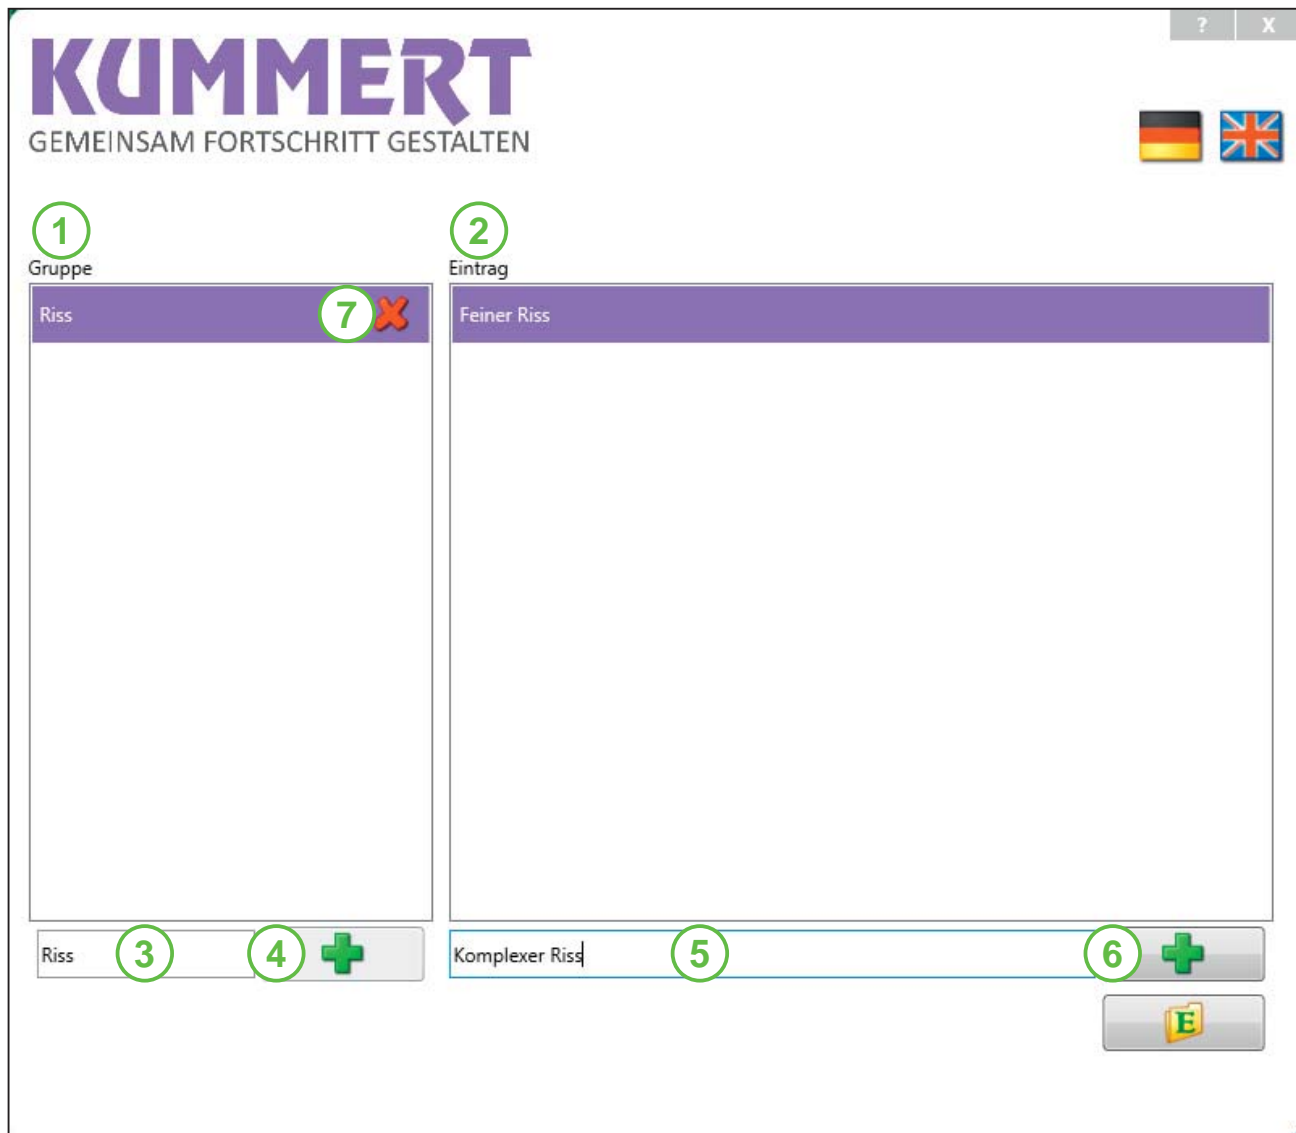 ? X
KUMMERT
GEMEINSAM FORTSCHRITT GESTALTEN
1 2
Gruppe Eintrag
Riss 7 Feiner Riss
Riss 3 4 Komplexer Riss 5 6
E